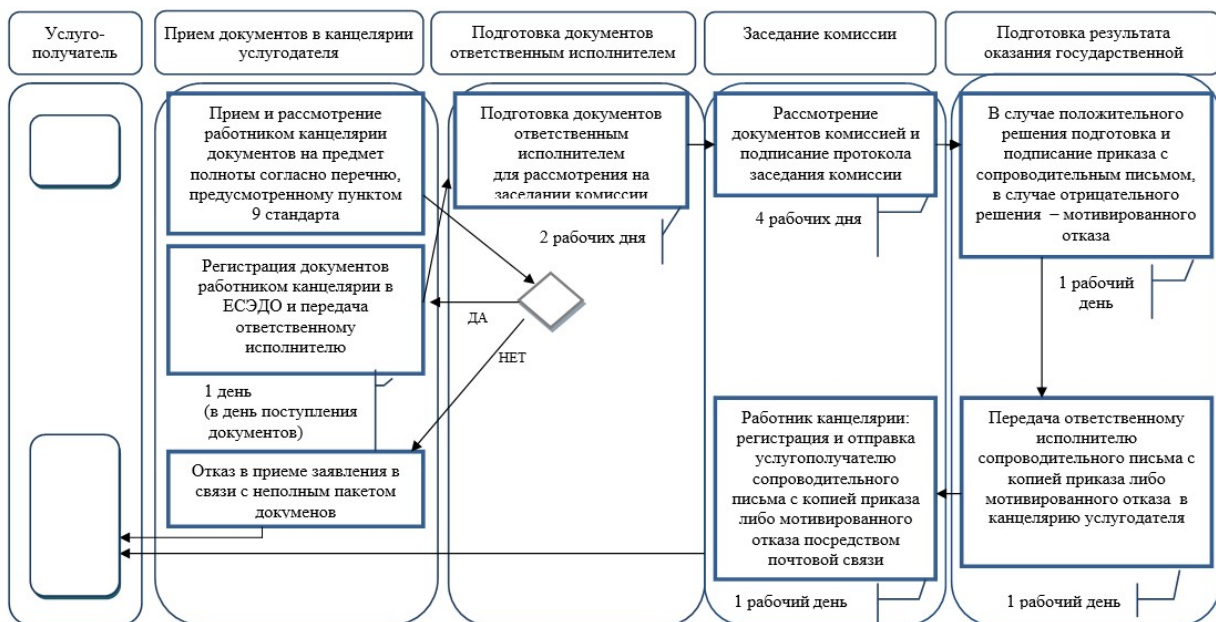 Услуго-
получатель
Прием документов в канцелярии
услугодателя
Подготовка документов
ответственным исполнителем
Заседание комиссии
Подготовка результата
оказания государственной
Прием и рассмотрение
работником канцелярии
документов на предмет
полноты согласно перечню,
предусмотренному пунктом
9 стандарта
Подготовка документов
ответственным
исполнителем
для рассмотрения на
заседании комиссии
2 рабочих дня
Рассмотрение
документов комиссией и
подписание протокола
заседания комиссии
4 рабочих дня
В случае положительного
решения подготовка и
подписание приказа с
сопроводительным письмом,
в случае отрицательного
решения – мотивированного
отказа
1 рабочий
день
Регистрация документов
работником канцелярии в
ЕСЭДО и передача
ответственному
исполнителю
ДА
НЕТ
1 день
(в день поступления
документов)
Отказ в приеме заявления в
связи с неполным пакетом
докуменов
Работник канцелярии:
регистрация и отправка
услугополучателю
сопроводительного
письма с копией приказа
либо мотивированного
отказа посредством
почтовой связи
1 рабочий день
Передача ответственному
исполнителю
сопроводительного письма с
копией приказа либо
мотивированного отказа в
канцелярию услугодателя
1 рабочий день